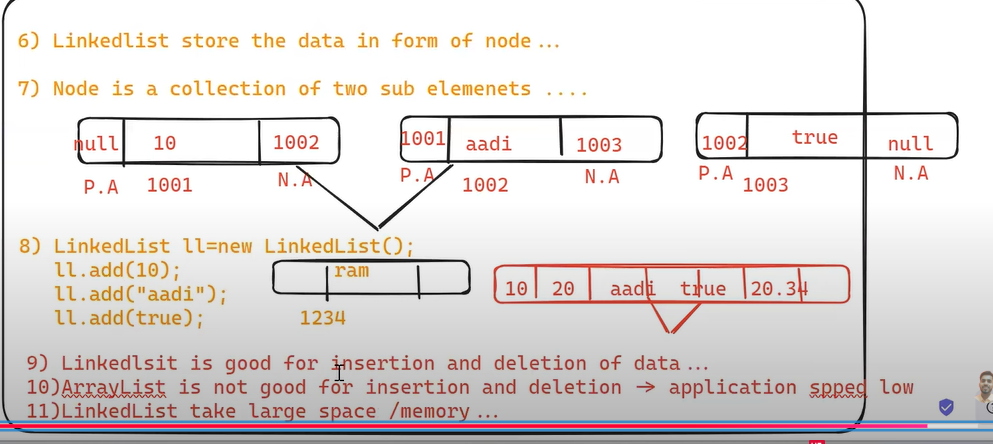 6) Linkedlist store the data in form of node...
7) Node is a collection of two sub elemenets ....
null 10 1002
1001 aadi 1003
1002 true null
P.A 1001 N.A
P.A 1002 N.A
P.A 1003 N.A
8) LinkedList ll=new LinkedList();
ll.add(10);
ll.add("aadi");
ll.add(true);
ram
1234
10 20 aadi true 20.34
9) Linkedlsit is good for insertion and deletion of data...
10)ArrayList is not good for insertion and deletion -> application spped low
11)LinkedList take large space /memory...